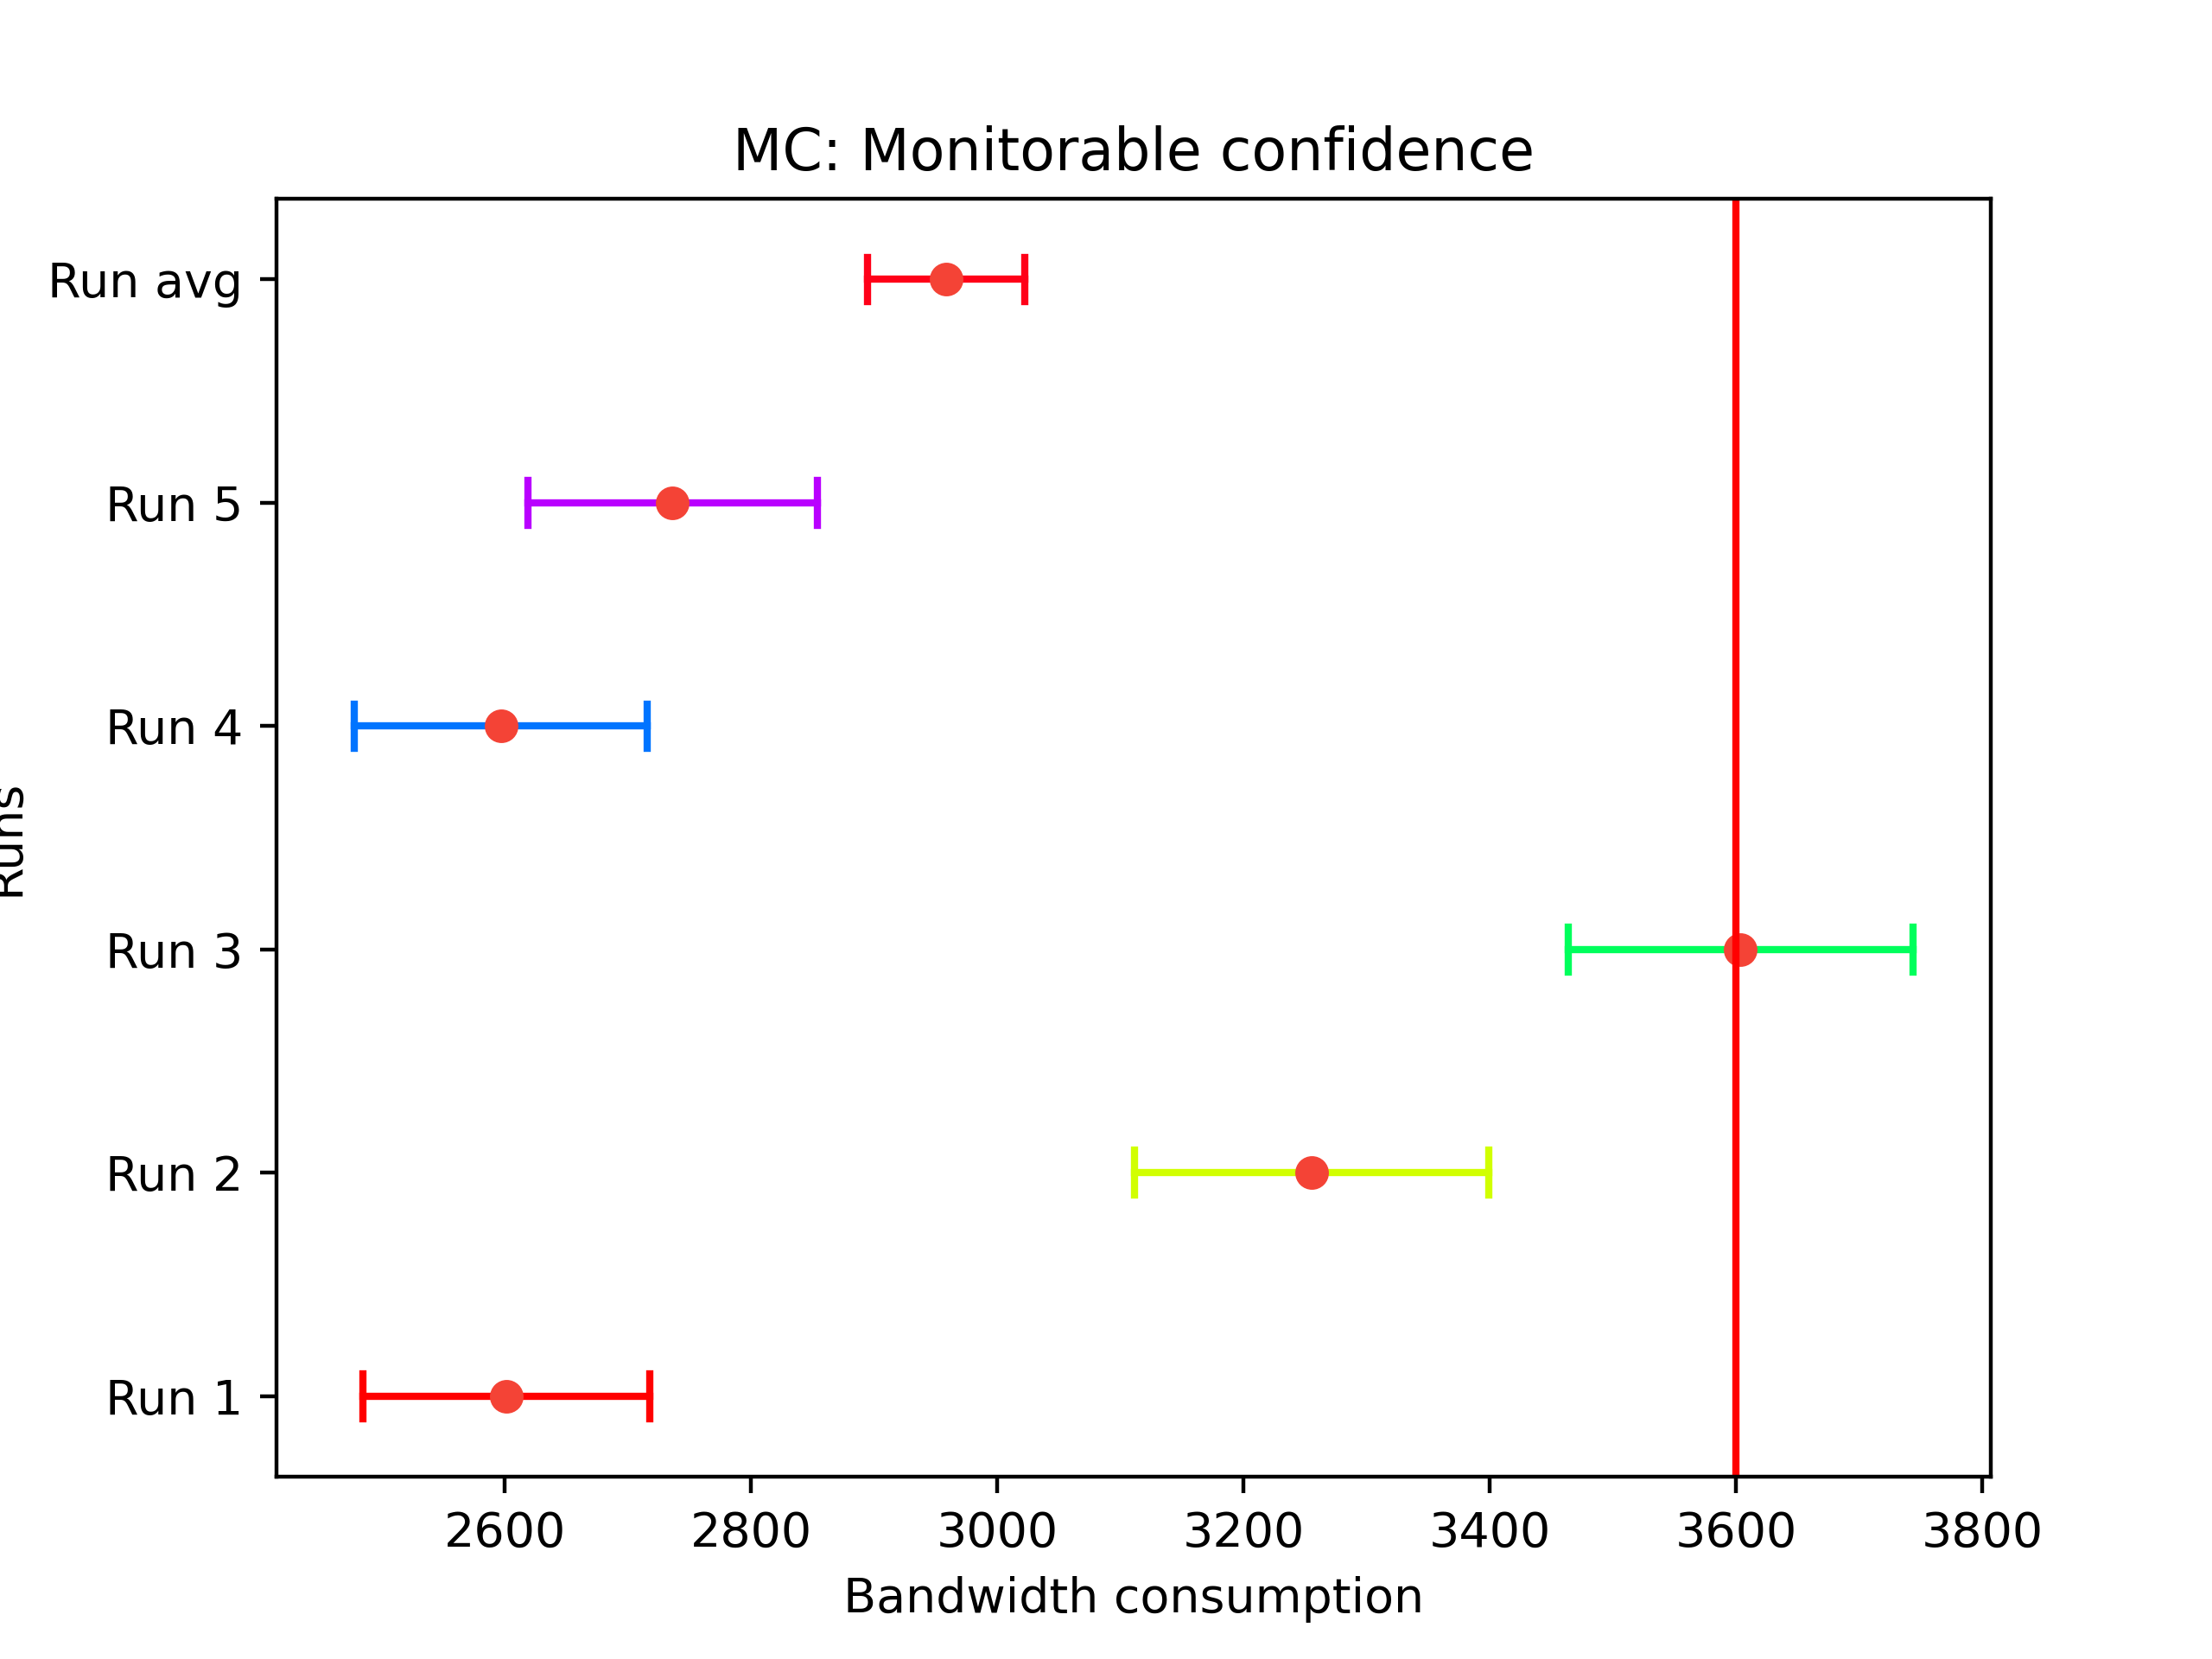 MC: Monitorable confidence
Run avg
Run 5
Run 4
Run 3
Run 2
Run 1
Runs
2600 2800 3000 3200 3400 3600 3800
Bandwidth consumption